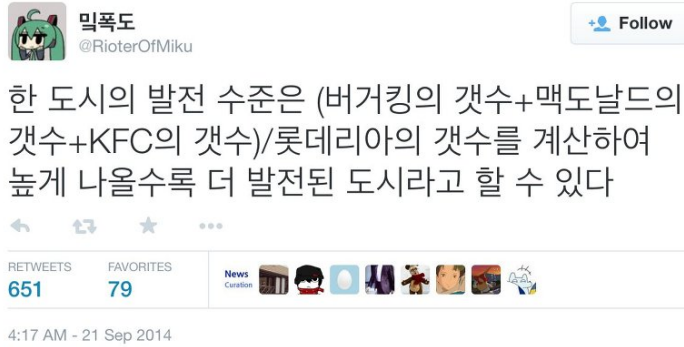 밐폭도
@RioterOfMiku
Follow
한 도시의 발전 수준은 (버거킹의 갯수+맥도날드의
갯수+KFC의 갯수)/롯데리아의 갯수를 계산하여
높게 나올수록 더 발전된 도시라고 할 수 있다
RETWEETS FAVORITES
651 79
News
Curation
4:17 AM - 21 Sep 2014